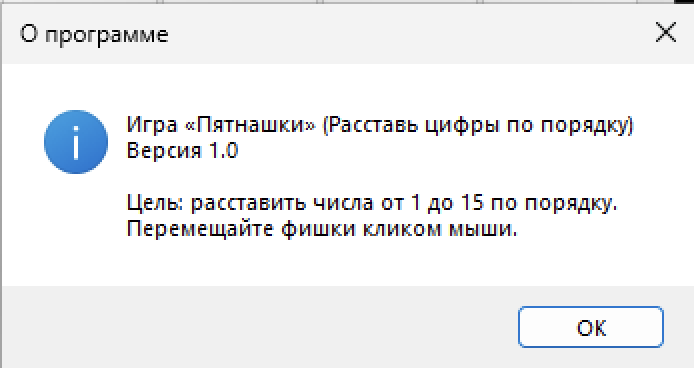 О программе
Игра «Пятнашки» (Расставь цифры по порядку)
Версия 1.0
Цель: расставить числа от 1 до 15 по порядку.
Перемещайте фишки кликом мыши.
ОК